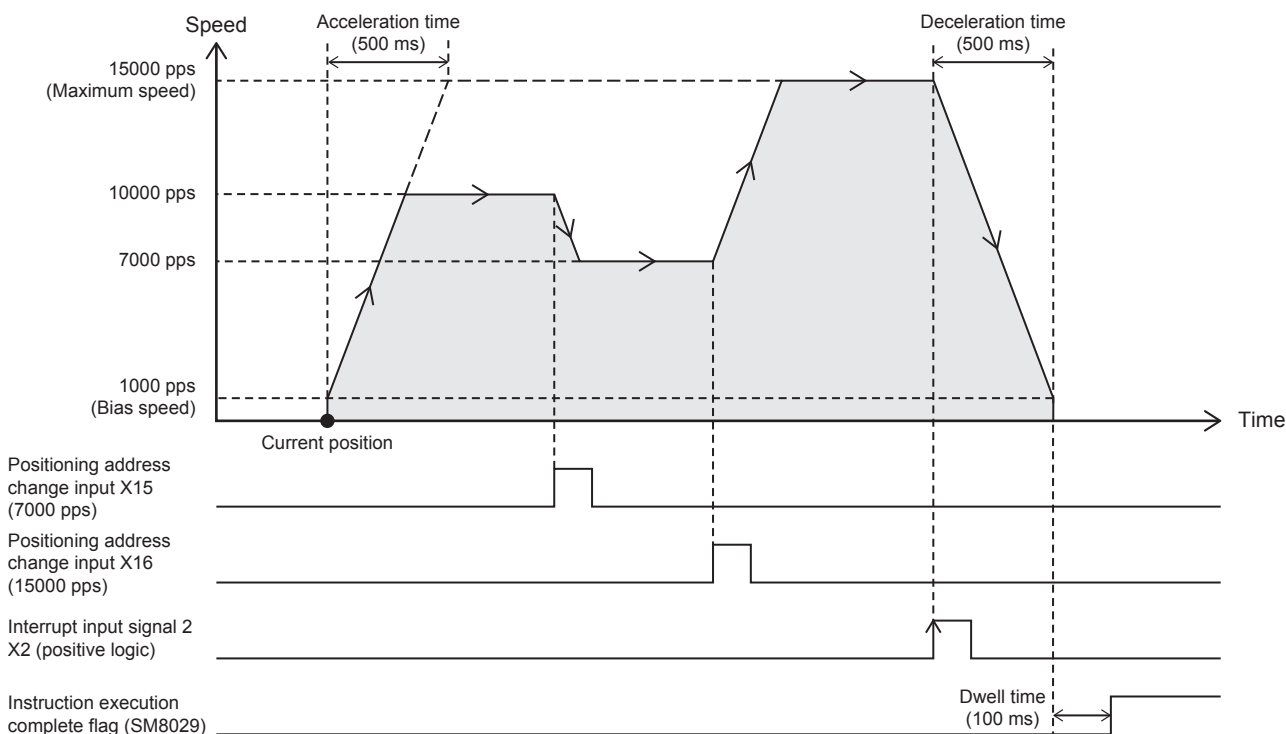 Speed
Acceleration time
(500 ms)
Deceleration time
(500 ms)
15000 pps
(Maximum speed)
10000 pps
7000 pps
1000 pps
(Bias speed)
Time
Current position
Positioning address
change input X15
(7000 pps)
Positioning address
change input X16
(15000 pps)
Interrupt input signal 2
X2 (positive logic)
Dwell time
(100 ms)
Instruction execution
complete flag (SM8029)